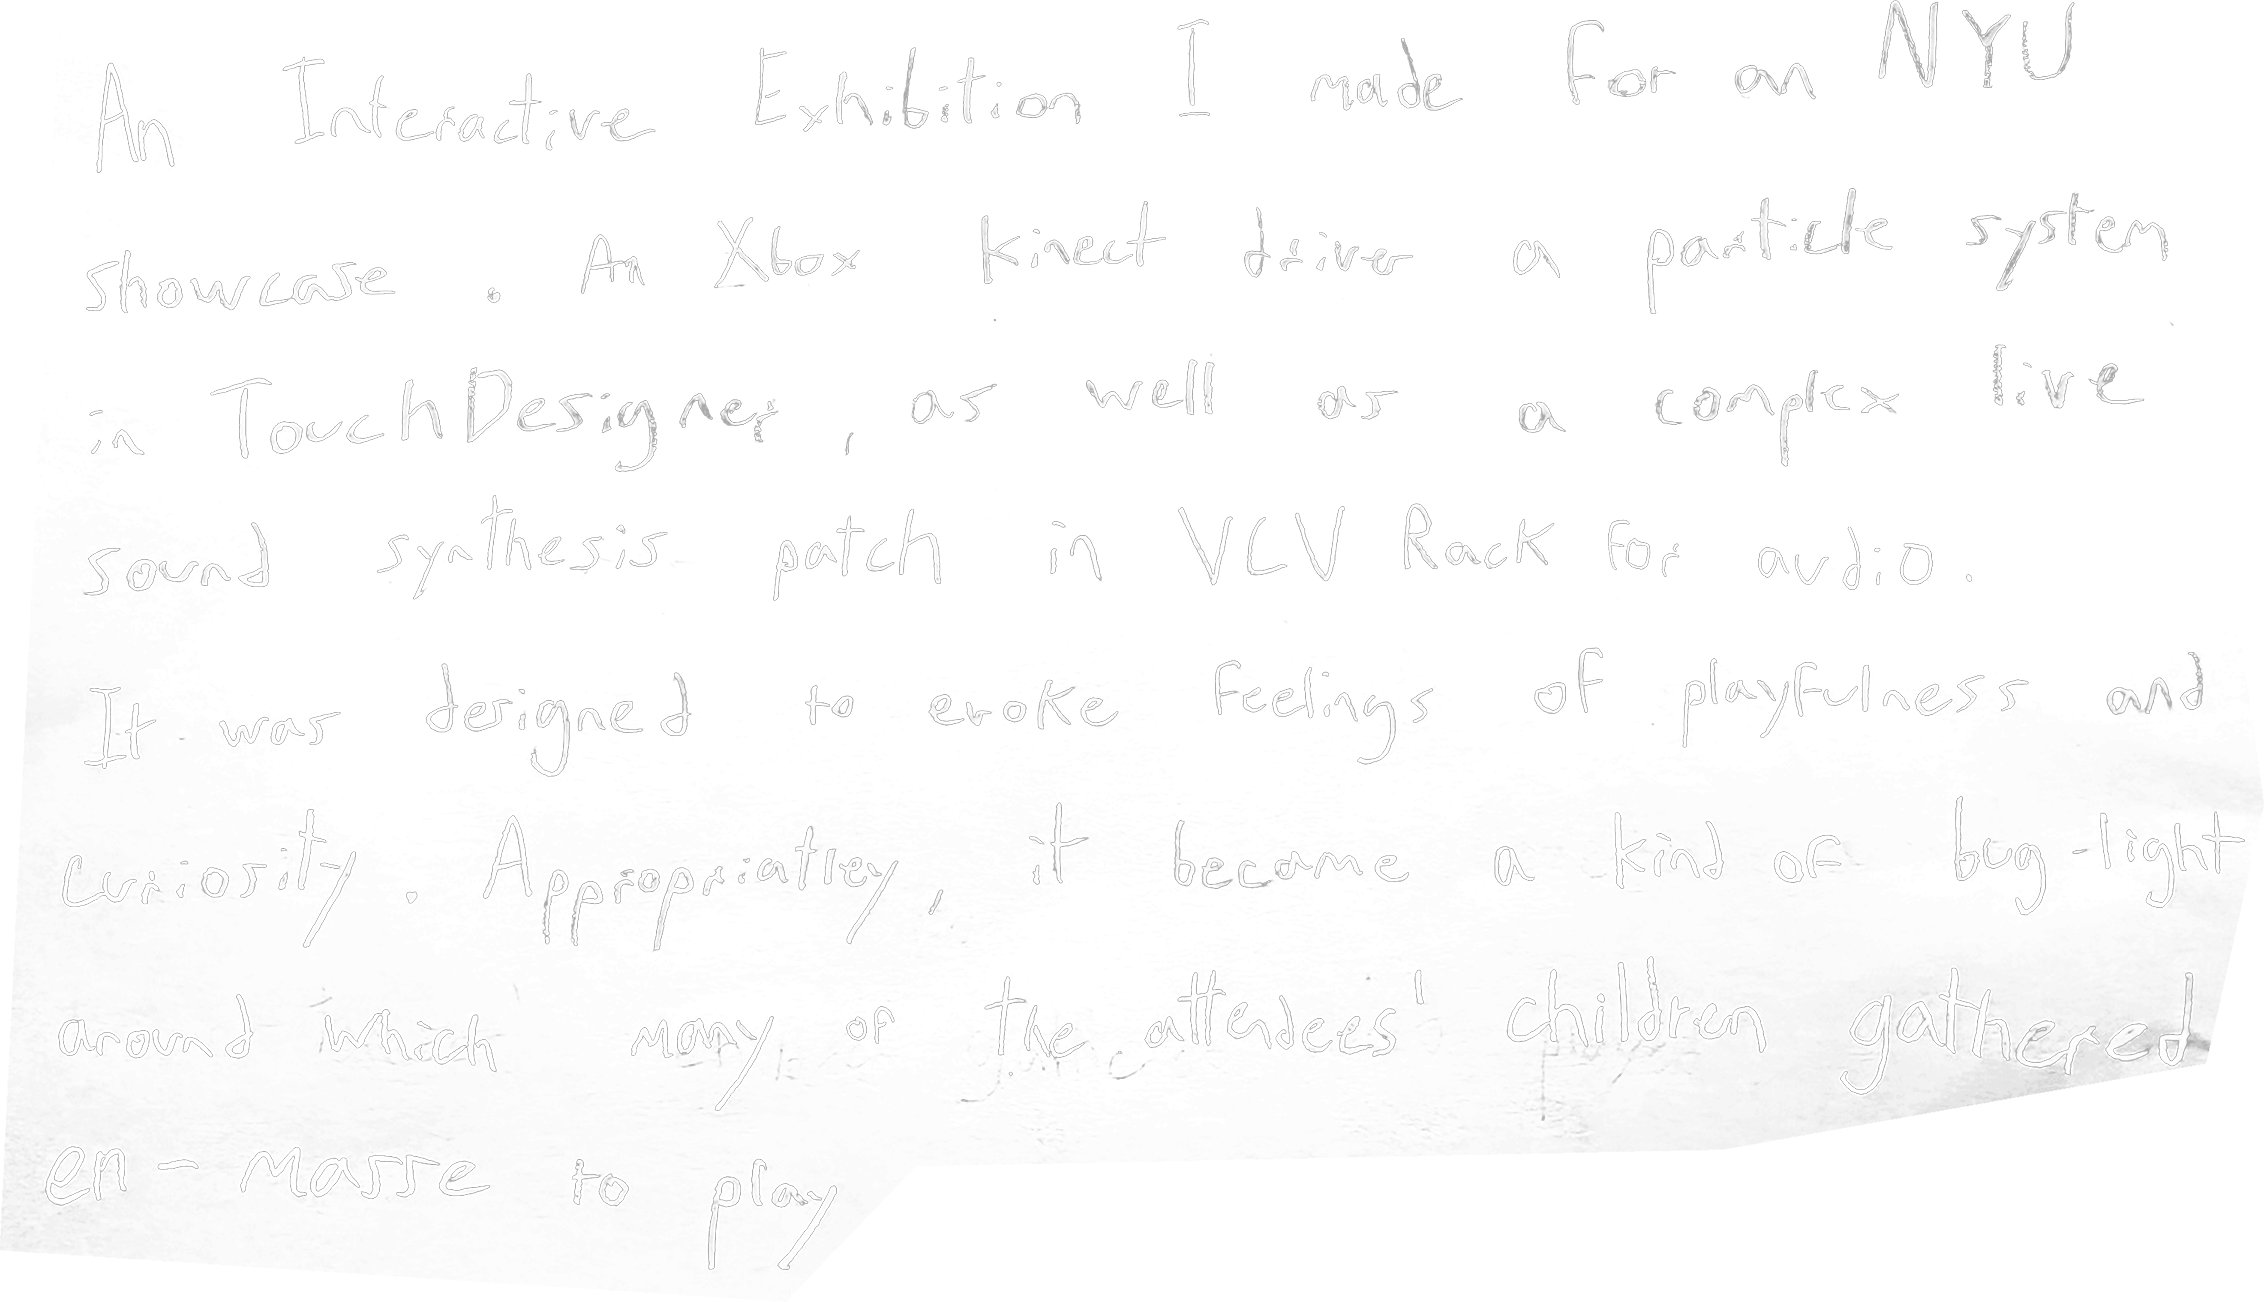 An Interactive Exhibition I made for an NYU
showcase. An Xbox Kinect driver a particle system
in TouchDesigner, as well as a complex live
sound synthesis patch in VCV Rack for audio.
It was designed to evoke feelings of playfulness and
curiosity. Appropriatley, it became a kind of bug-light
around which many of the attendees' children gathered
en-masse to play